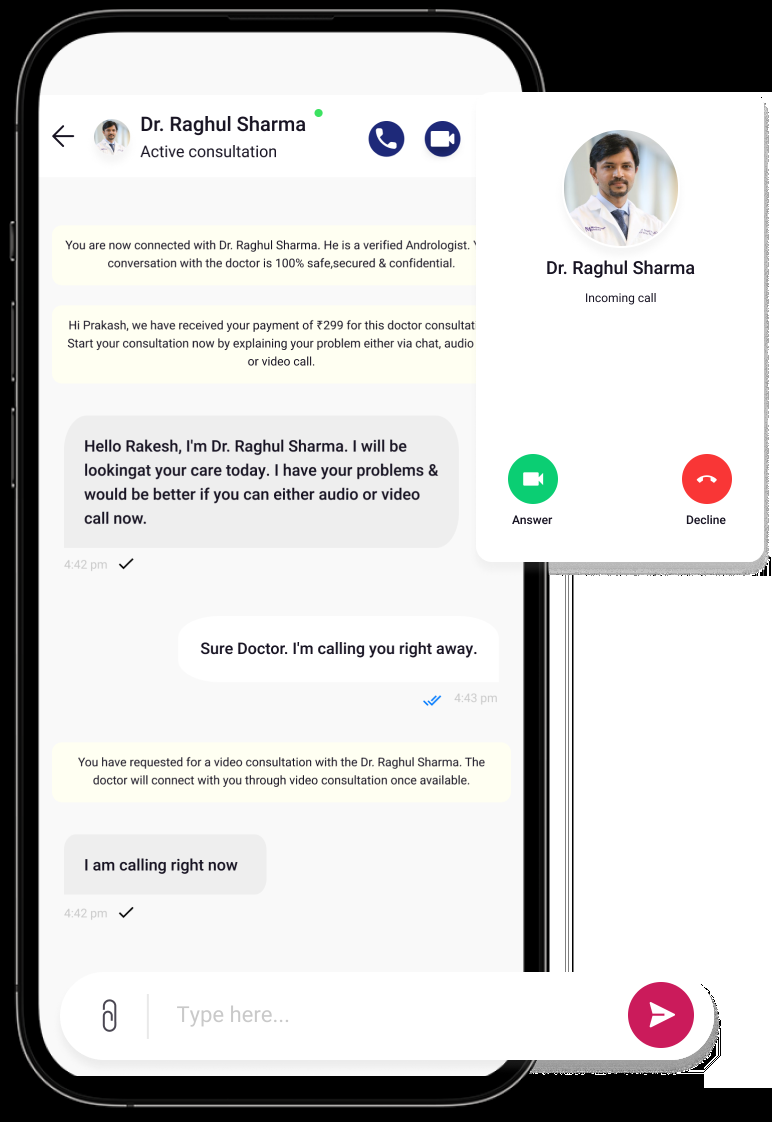 Dr. Raghul Sharma
Active consultation
You are now connected with Dr. Raghul Sharma. He is a verified Andrologist.
conversation with the doctor is 100% safe,secured & confidential.
Hi Prakash, we have received your payment of ₹299 for this doctor
Start your consultation now by explaining your problem either via chat, audio
or video call.
Hello Rakesh, I'm Dr. Raghul Sharma. I will be
lookingat your care today. I have your problems &
would be better if you can either audio or video
call now.
4:42 pm
Sure Doctor. I'm calling you right away.
4:43 pm
You have requested for a video consultation with the Dr. Raghul Sharma. The
doctor will connect with you through video consultation once available.
I am calling right now
4:42 pm
Type here...
Dr. Raghul Sharma
Incoming call
Answer
Decline